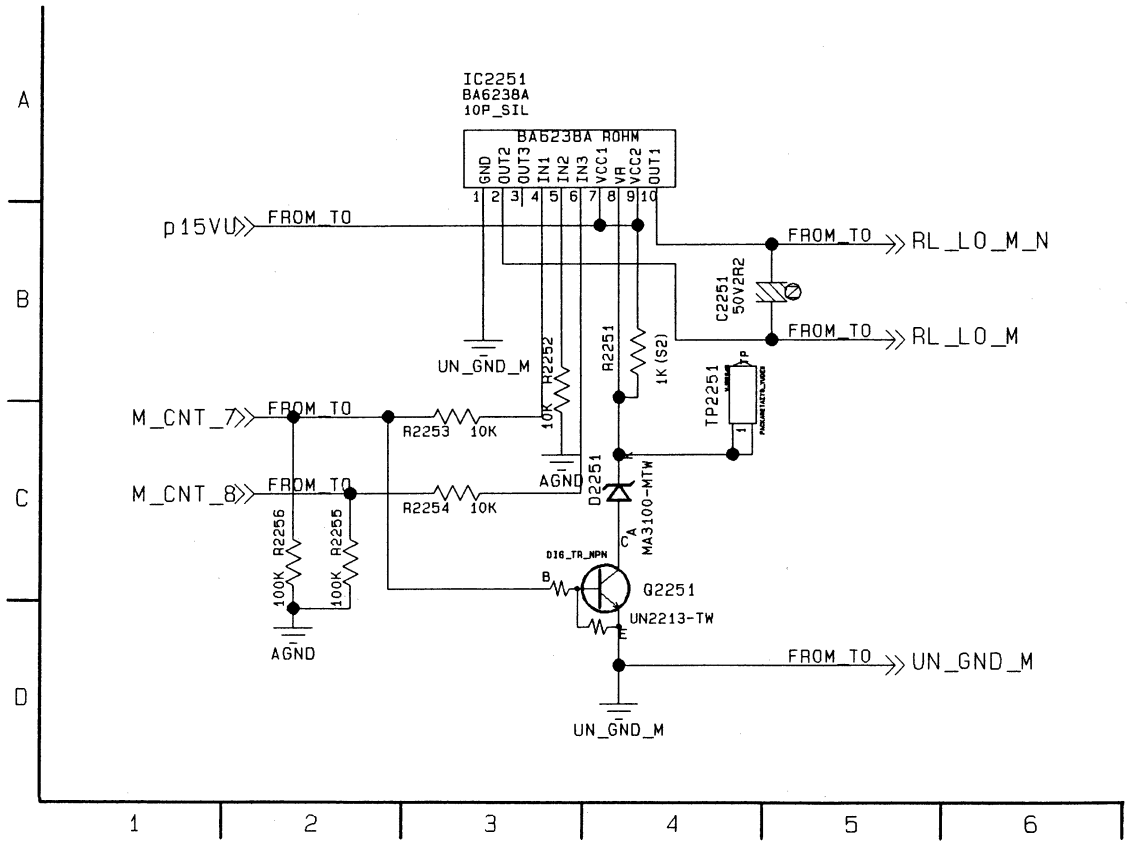 A
IC2251
BA6238A
10P_SIL
BA6238A ROHM
GND
OUT2
OUT3
IN1
IN2
IN3
VCC1
VR
VCC2
OUT1
1 2 3 4 5 6 7 8 9 10
p15VU
FROM_TO
FROM_TO
RL_LO_M_N
B
C2251
50V2R2
FROM_TO
RL_LO_M
UN_GND_M
R2252
10K
R2251
1K(S2)
TP
TP2251
1
M_CNT_7
FROM_TO
R2253 10K
AGND
K
D2251
MA3100-MTW
C
M_CNT_8
FROM_TO
R2254 10K
A
C
R2256
100K
R2255
100K
DIG_TR_NPN
B
Q2251
UN2213-TW
E
AGND
FROM_TO
UN_GND_M
D
UN_GND_M
1 2 3 4 5 6